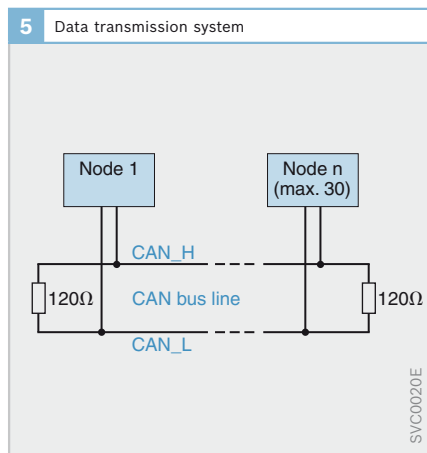 5 Data transmission system
Node 1
Node n
(max. 30)
CAN_H
120Ω
CAN bus line
120Ω
CAN_L
SVC0020E